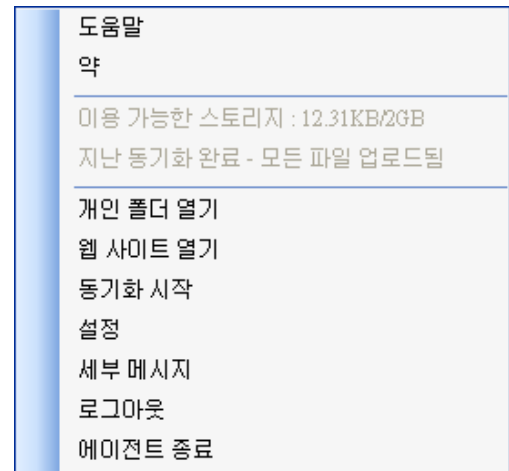 도움말
약
이용 가능한 스토리지 : 12.31KB/2GB
지난 동기화 완료 - 모든 파일 업로드됨
개인 폴더 열기
웹 사이트 열기
동기화 시작
설정
세부 메시지
로그아웃
에이전트 종료